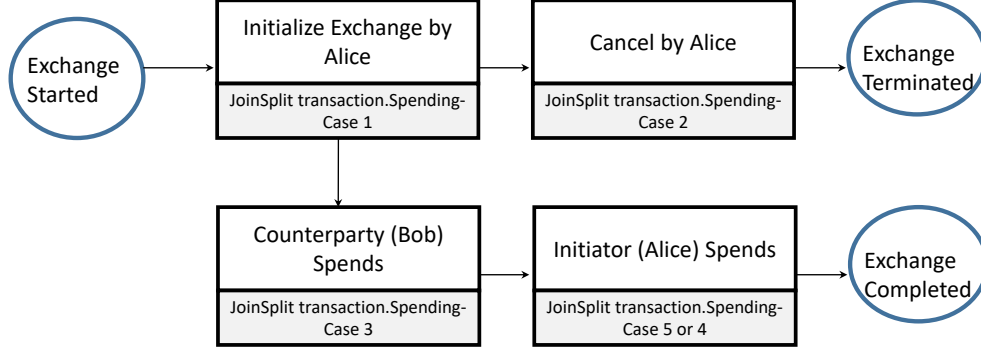 Exchange
Started
Initialize Exchange by
Alice
JoinSplit transaction.Spending-
Case 1
Cancel by Alice
JoinSplit transaction.Spending-
Case 2
Exchange
Terminated
Counterparty (Bob)
Spends
JoinSplit transaction.Spending-
Case 3
Initiator (Alice) Spends
JoinSplit transaction.Spending-
Case 5 or 4
Exchange
Completed